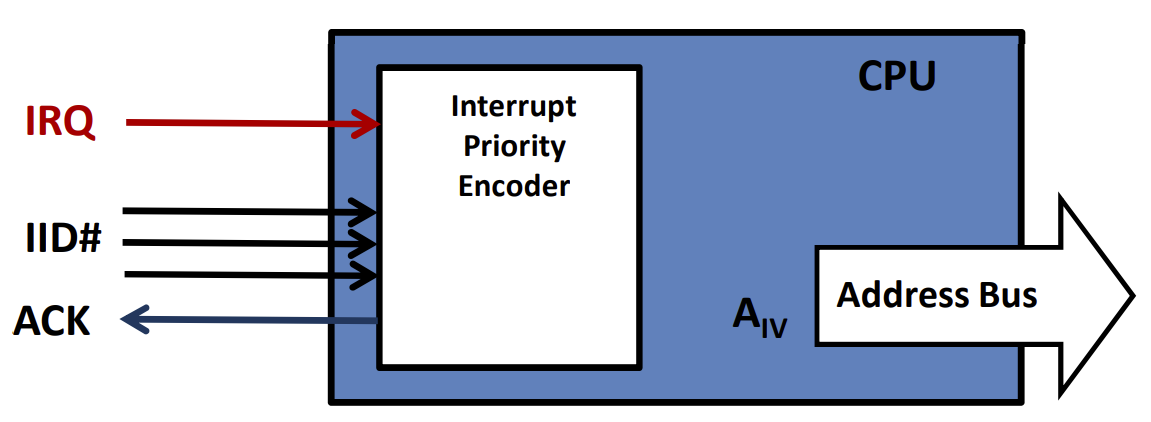 CPU
IRQ
Interrupt
Priority
Encoder
IID#
ACK
AIV
Address Bus